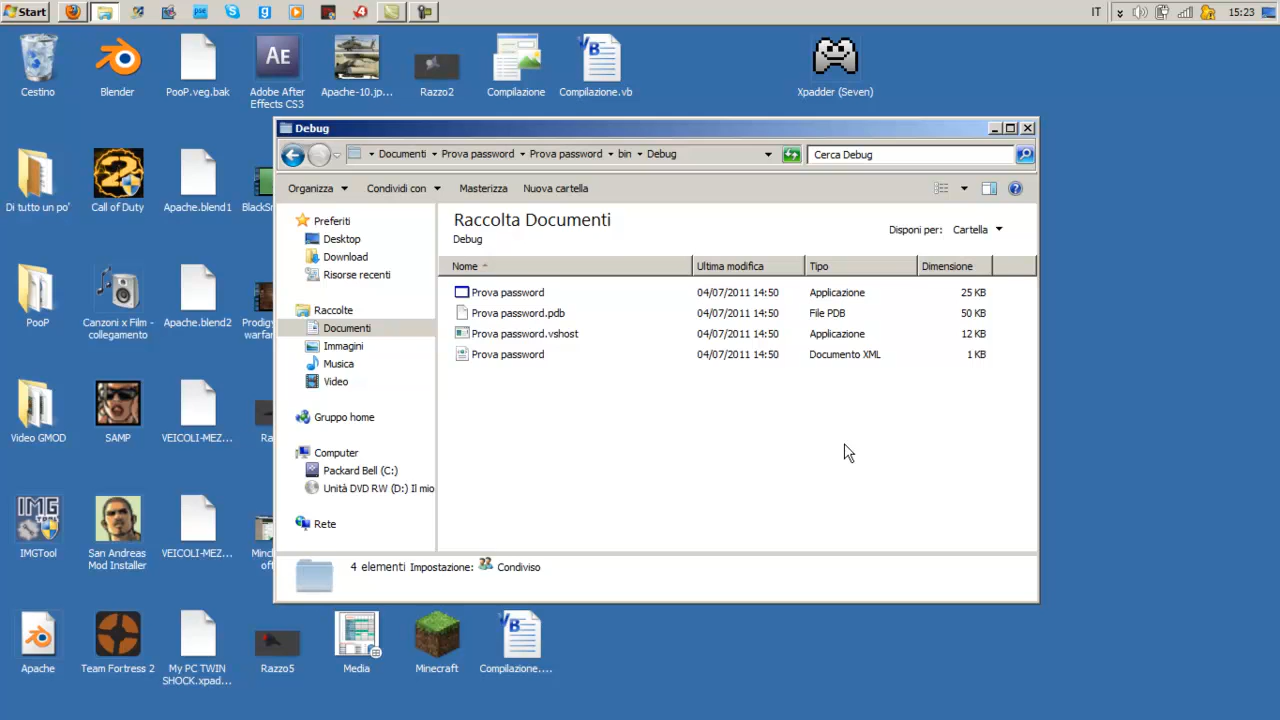 Start
IT
15:23
Cestino
Blender
PooP.veg.bak
Adobe After Effects CS3
Apache-10.jp...
Razzo2
Compilazione
Compilazione.vb
Xpadder (Seven)
Di tutto un po'
Call of Duty
Apache.blend1
PooP
Canzoni x Film - collegamento
Apache.blend2
Video GMOD
SAMP
VEICOLI-MEZ...
IMGTool
San Andreas Mod Installer
VEICOLI-MEZ...
Apache
Team Fortress 2
My PC TWIN SHOCK.xpad...
Razzo5
Media
Minecraft
Compilazione....
Debug
Documenti
Prova password
Prova password
bin
Debug
Cerca Debug
Organizza
Condividi con
Masterizza
Nuova cartella
Preferiti
Desktop
Download
Risorse recenti
Raccolte
Documenti
Immagini
Musica
Video
Gruppo home
Computer
Packard Bell (C:)
Unità DVD RW (D:) Il mio
Rete
Raccolta Documenti
Debug
Disponi per: Cartella
Nome Ultima modifica Tipo Dimensione
Prova password 04/07/2011 14:50 Applicazione 25 KB
Prova password.pdb 04/07/2011 14:50 File PDB 50 KB
Prova password.vshost 04/07/2011 14:50 Applicazione 12 KB
Prova password 04/07/2011 14:50 Documento XML 1 KB
4 elementi Impostazione: Condiviso